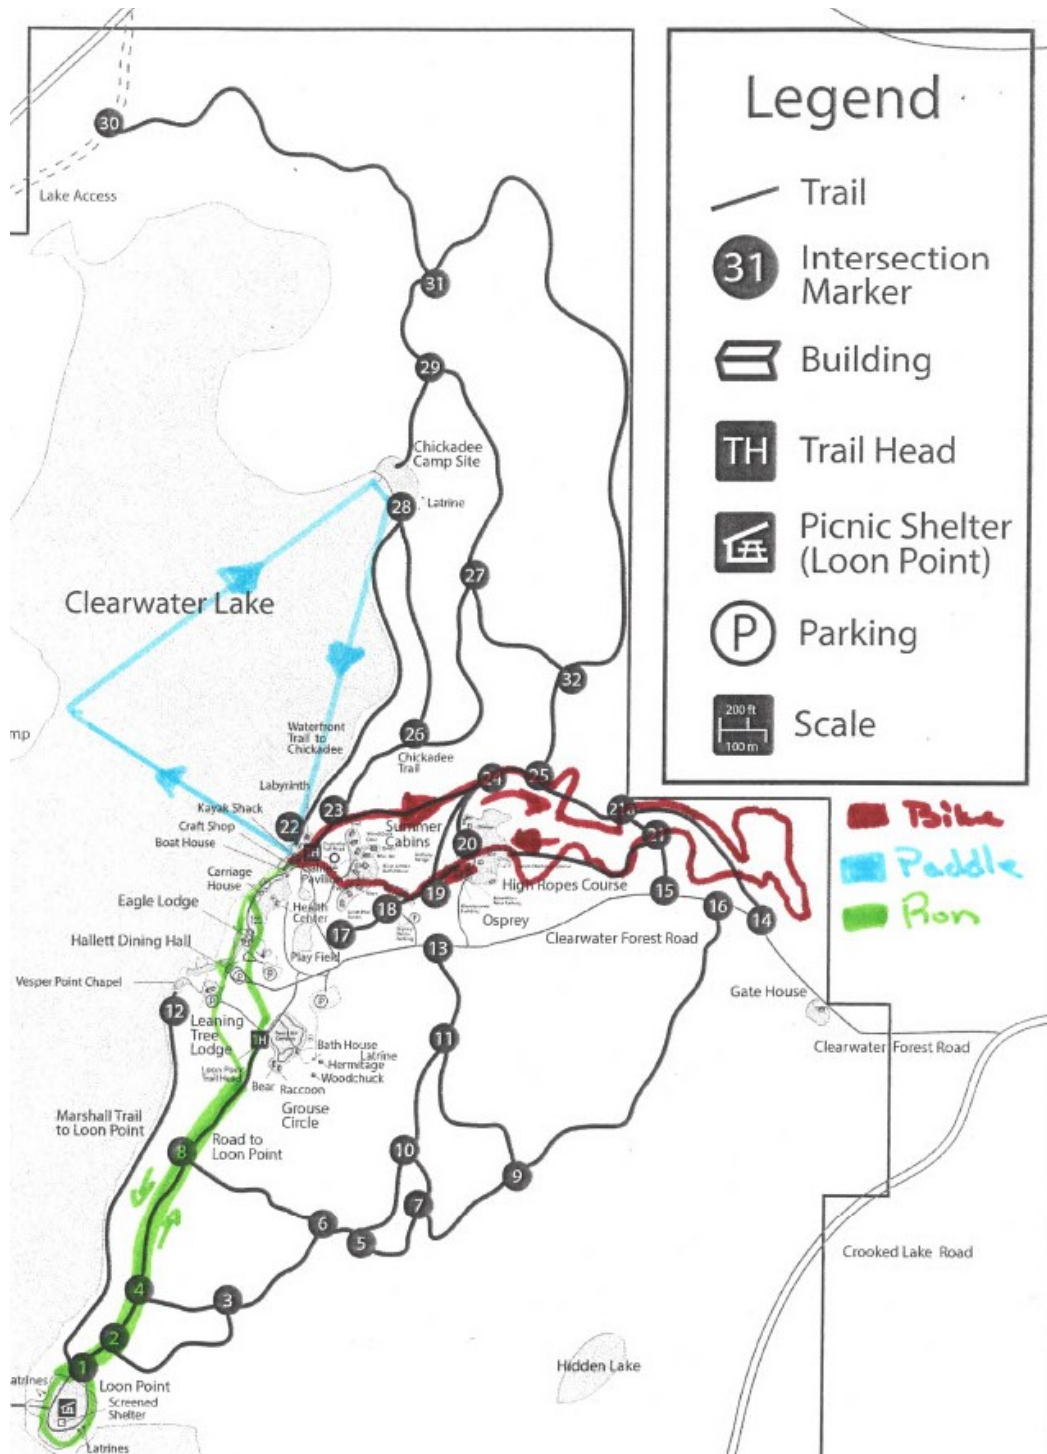 Legend
Trail
31
Intersection
Marker
Building
TH
Trail Head
Picnic Shelter
(Loon Point)
P
Parking
200 ft
100 m
Scale
Bike
Paddle
Run
30
Lake Access
31
29
Chickadee
Camp Site
28
Latrine
27
Clearwater Lake
32
mp
26
Waterfront
Trail to
Chickadee
Chickadee
Trail
Labyrinth
24
25
Kayak Shack
23
Craft Shop
22
Boat House
TH
Summer
Cabins
20
15
16
14
Carriage
House
19
High Ropes Course
Eagle Lodge
Health
Center
18
Osprey
17
Hallett Dining Hall
Play Field
13
Clearwater Forest Road
Vesper Point Chapel
P
P
P
P
P
12
Leaning
Tree
Lodge
Gate House
TH
Bath House
Latrine
Hermitage
Woodchuck
11
Clearwater Forest Road
Loon Point
Trail Head
Bear
Raccoon
Grouse
Circle
Marshall Trail
to Loon Point
8
Road to
Loon Point
10
9
7
6
5
Crooked Lake Road
4
3
2
1
Loon Point
Hidden Lake
atrines
Screened
Shelter
Latrines